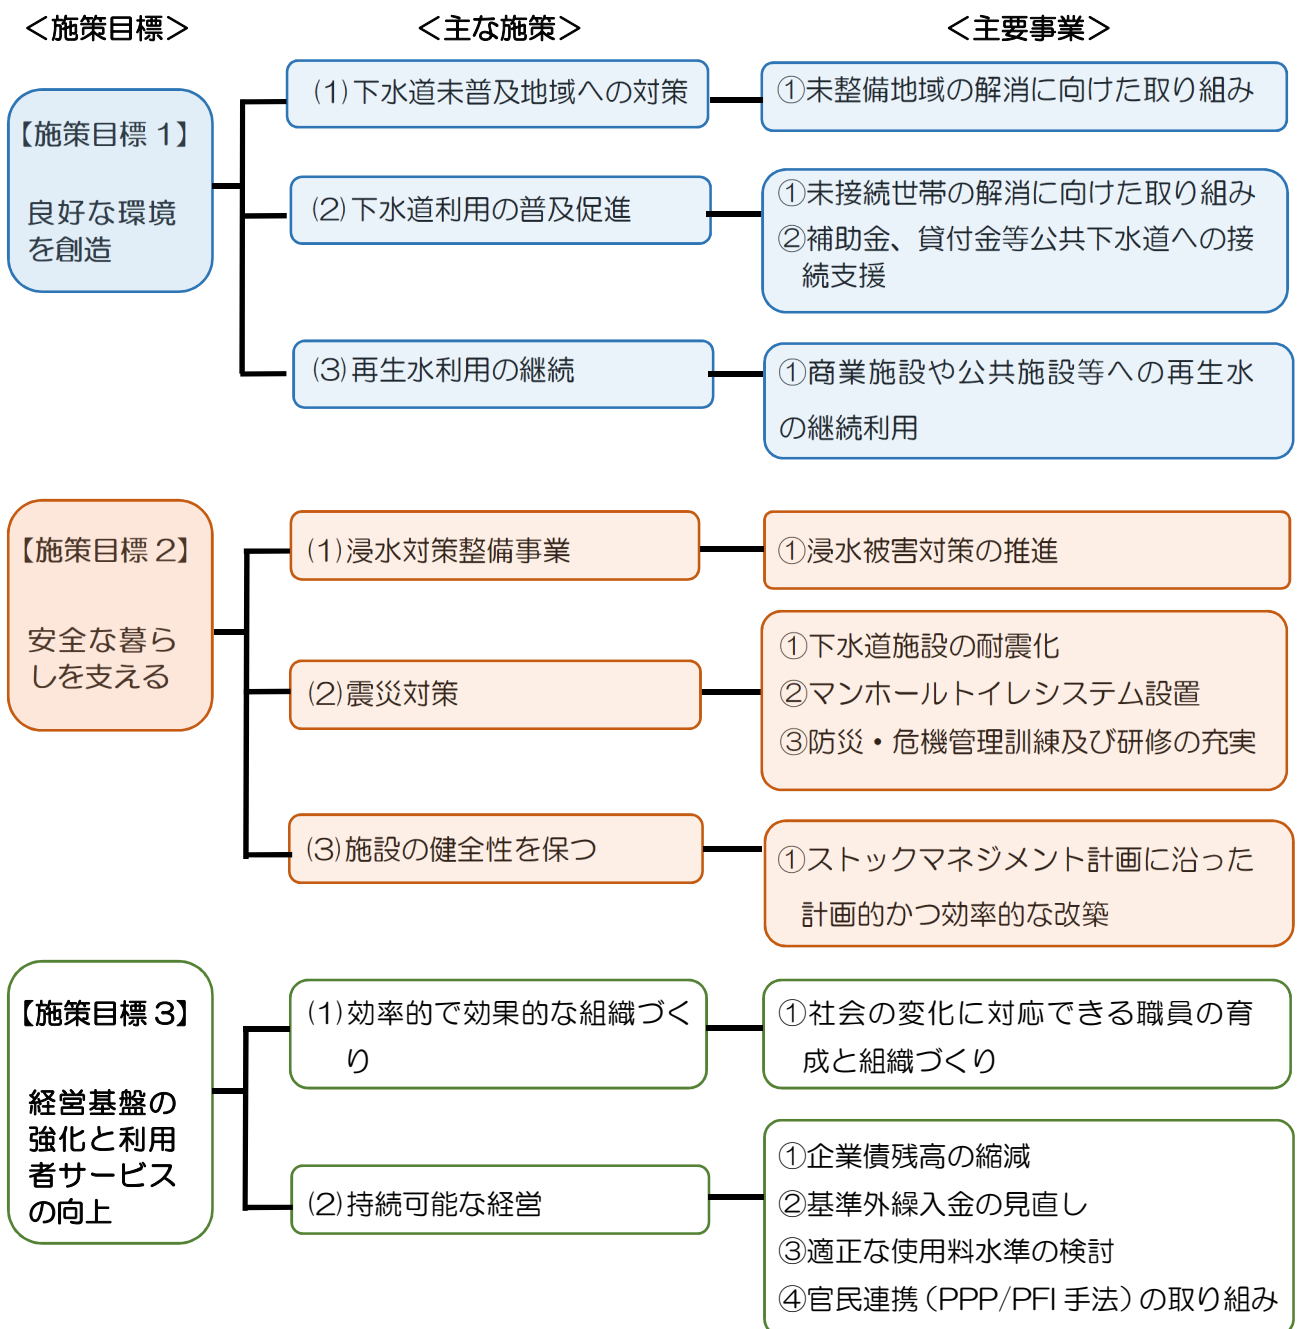 ＜施策目標＞
＜主な施策＞
＜主要事業＞
【施策目標 1】
良好な環境
を創造
(1)下水道未普及地域への対策
①未整備地域の解消に向けた取り組み
(2)下水道利用の普及促進
①未接続世帯の解消に向けた取り組み
②補助金、貸付金等公共下水道への接
続支援
(3)再生水利用の継続
①商業施設や公共施設等への再生水
の継続利用
【施策目標 2】
安全な暮ら
しを支える
(1)浸水対策整備事業
①浸水被害対策の推進
(2)震災対策
①下水道施設の耐震化
②マンホールトイレシステム設置
③防災・危機管理訓練及び研修の充実
(3)施設の健全性を保つ
①ストックマネジメント計画に沿った
計画的かつ効率的な改築
【施策目標 3】
経営基盤の
強化と利用
者サービス
の向上
(1)効率的で効果的な組織づく
り
①社会の変化に対応できる職員の育
成と組織づくり
(2)持続可能な経営
①企業債残高の縮減
②基準外繰入金の見直し
③適正な使用料水準の検討
④官民連携（PPP/PFI 手法）の取り組み